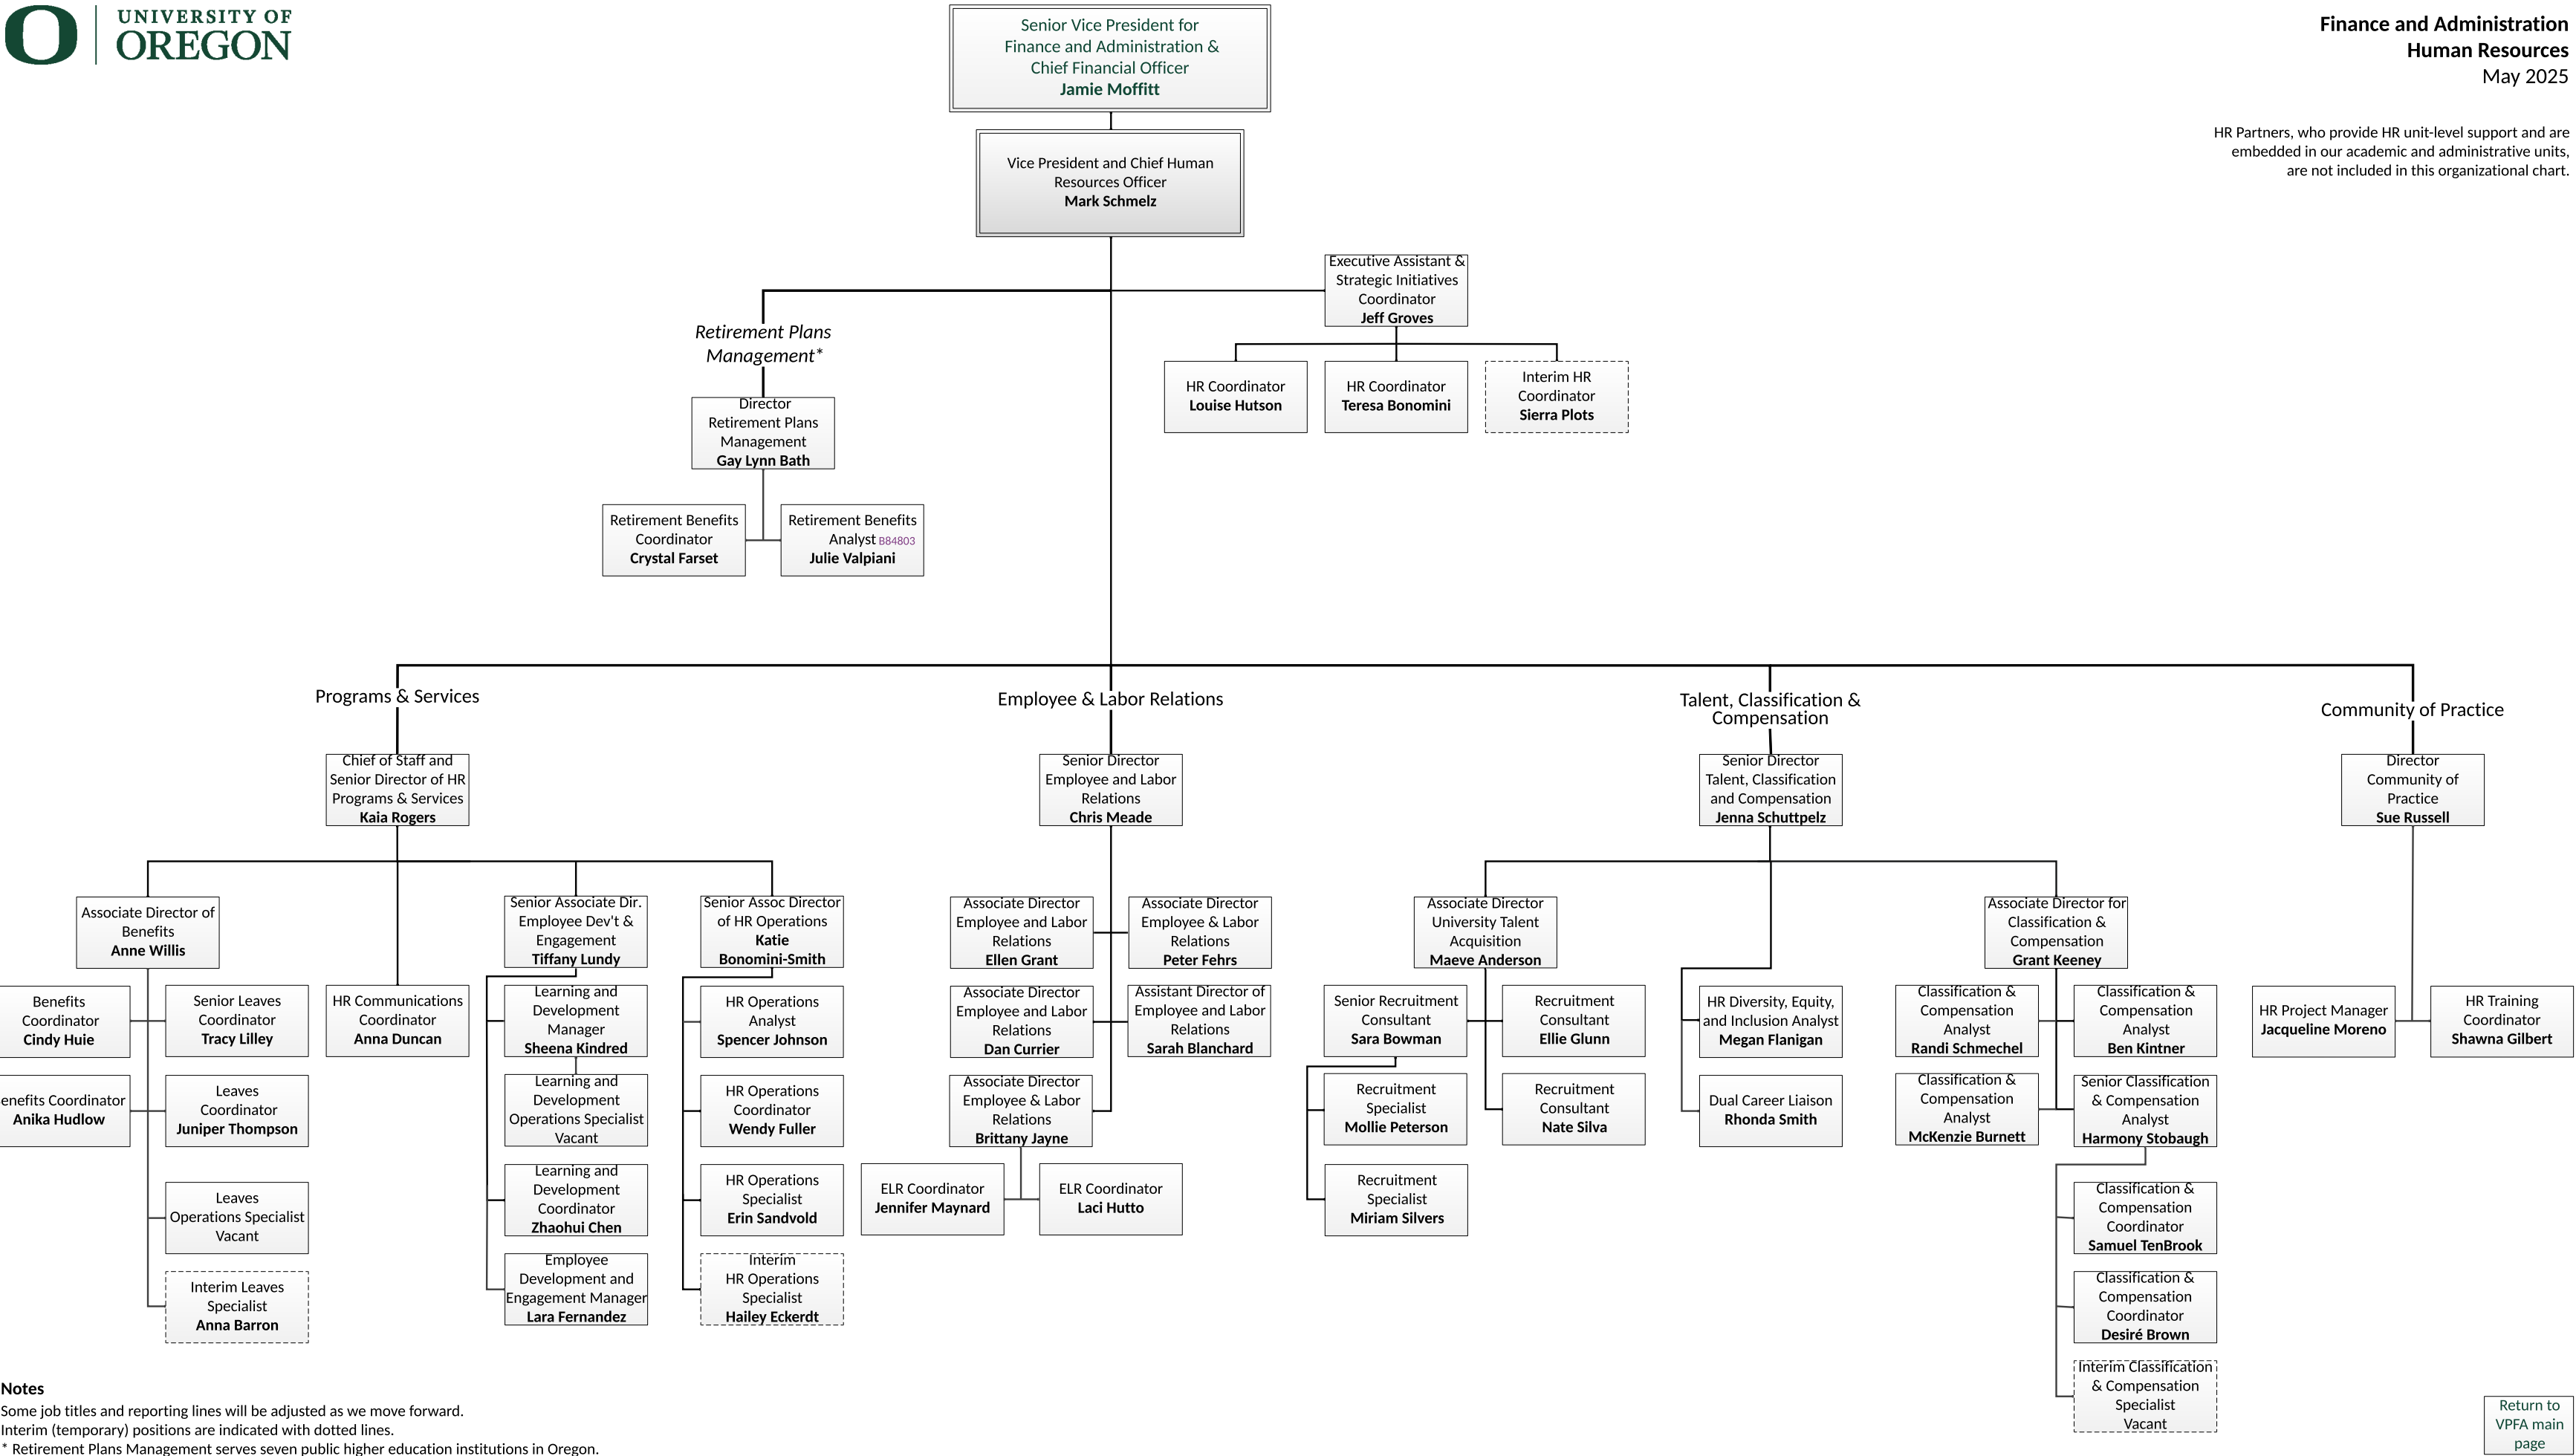 UNIVERSITY OF
OREGON
Senior Vice President for
Finance and Administration &
Chief Financial Officer
Jamie Moffitt
Finance and Administration
Human Resources
May 2025
HR Partners, who provide HR unit-level support and are
embedded in our academic and administrative units,
are not included in this organizational chart.
Vice President and Chief Human
Resources Officer
Mark Schmelz
Executive Assistant &
Strategic Initiatives
Coordinator
Jeff Groves
HR Coordinator
Louise Hutson
HR Coordinator
Teresa Bonomini
Interim HR
Coordinator
Sierra Plots
Retirement Plans
Management*
Director
Retirement Plans
Management
Gay Lynn Bath
Retirement Benefits
Coordinator
Crystal Farset
Retirement Benefits
Analyst B84803
Julie Valpiani
Programs & Services
Chief of Staff and
Senior Director of HR
Programs & Services
Kaia Rogers
Associate Director of
Benefits
Anne Willis
Benefits
Coordinator
Cindy Huie
Senior Leaves
Coordinator
Tracy Lilley
enefits Coordinator
Anika Hudlow
Leaves
Coordinator
Juniper Thompson
Leaves
Operations Specialist
Vacant
Interim Leaves
Specialist
Anna Barron
HR Communications
Coordinator
Anna Duncan
Senior Associate Dir.
Employee Dev't &
Engagement
Tiffany Lundy
Learning and
Development
Manager
Sheena Kindred
Learning and
Development
Operations Specialist
Vacant
Learning and
Development
Coordinator
Zhaohui Chen
Employee
Development and
Engagement Manager
Lara Fernandez
Senior Assoc Director
of HR Operations
Katie
Bonomini-Smith
HR Operations
Analyst
Spencer Johnson
HR Operations
Coordinator
Wendy Fuller
HR Operations
Specialist
Erin Sandvold
Interim
HR Operations
Specialist
Hailey Eckerdt
Employee & Labor Relations
Senior Director
Employee and Labor
Relations
Chris Meade
Associate Director
Employee and Labor
Relations
Ellen Grant
Associate Director
Employee & Labor
Relations
Peter Fehrs
Associate Director
Employee and Labor
Relations
Dan Currier
Assistant Director of
Employee and Labor
Relations
Sarah Blanchard
Associate Director
Employee & Labor
Relations
Brittany Jayne
ELR Coordinator
Jennifer Maynard
ELR Coordinator
Laci Hutto
Talent, Classification &
Compensation
Senior Director
Talent, Classification
and Compensation
Jenna Schuttpelz
Associate Director
University Talent
Acquisition
Maeve Anderson
Senior Recruitment
Consultant
Sara Bowman
Recruitment
Consultant
Ellie Glunn
Recruitment
Specialist
Mollie Peterson
Recruitment
Consultant
Nate Silva
Recruitment
Specialist
Miriam Silvers
HR Diversity, Equity,
and Inclusion Analyst
Megan Flanigan
Dual Career Liaison
Rhonda Smith
Associate Director for
Classification &
Compensation
Grant Keeney
Classification &
Compensation
Analyst
Randi Schmechel
Classification &
Compensation
Analyst
Ben Kintner
Classification &
Compensation
Analyst
McKenzie Burnett
Senior Classification
& Compensation
Analyst
Harmony Stobaugh
Classification &
Compensation
Coordinator
Samuel TenBrook
Classification &
Compensation
Coordinator
Desiré Brown
Interim Classification
& Compensation
Specialist
Vacant
Community of Practice
Director
Community of
Practice
Sue Russell
HR Project Manager
Jacqueline Moreno
HR Training
Coordinator
Shawna Gilbert
Notes
Some job titles and reporting lines will be adjusted as we move forward.
Interim (temporary) positions are indicated with dotted lines.
* Retirement Plans Management serves seven public higher education institutions in Oregon.
Return to
VPFA main
page